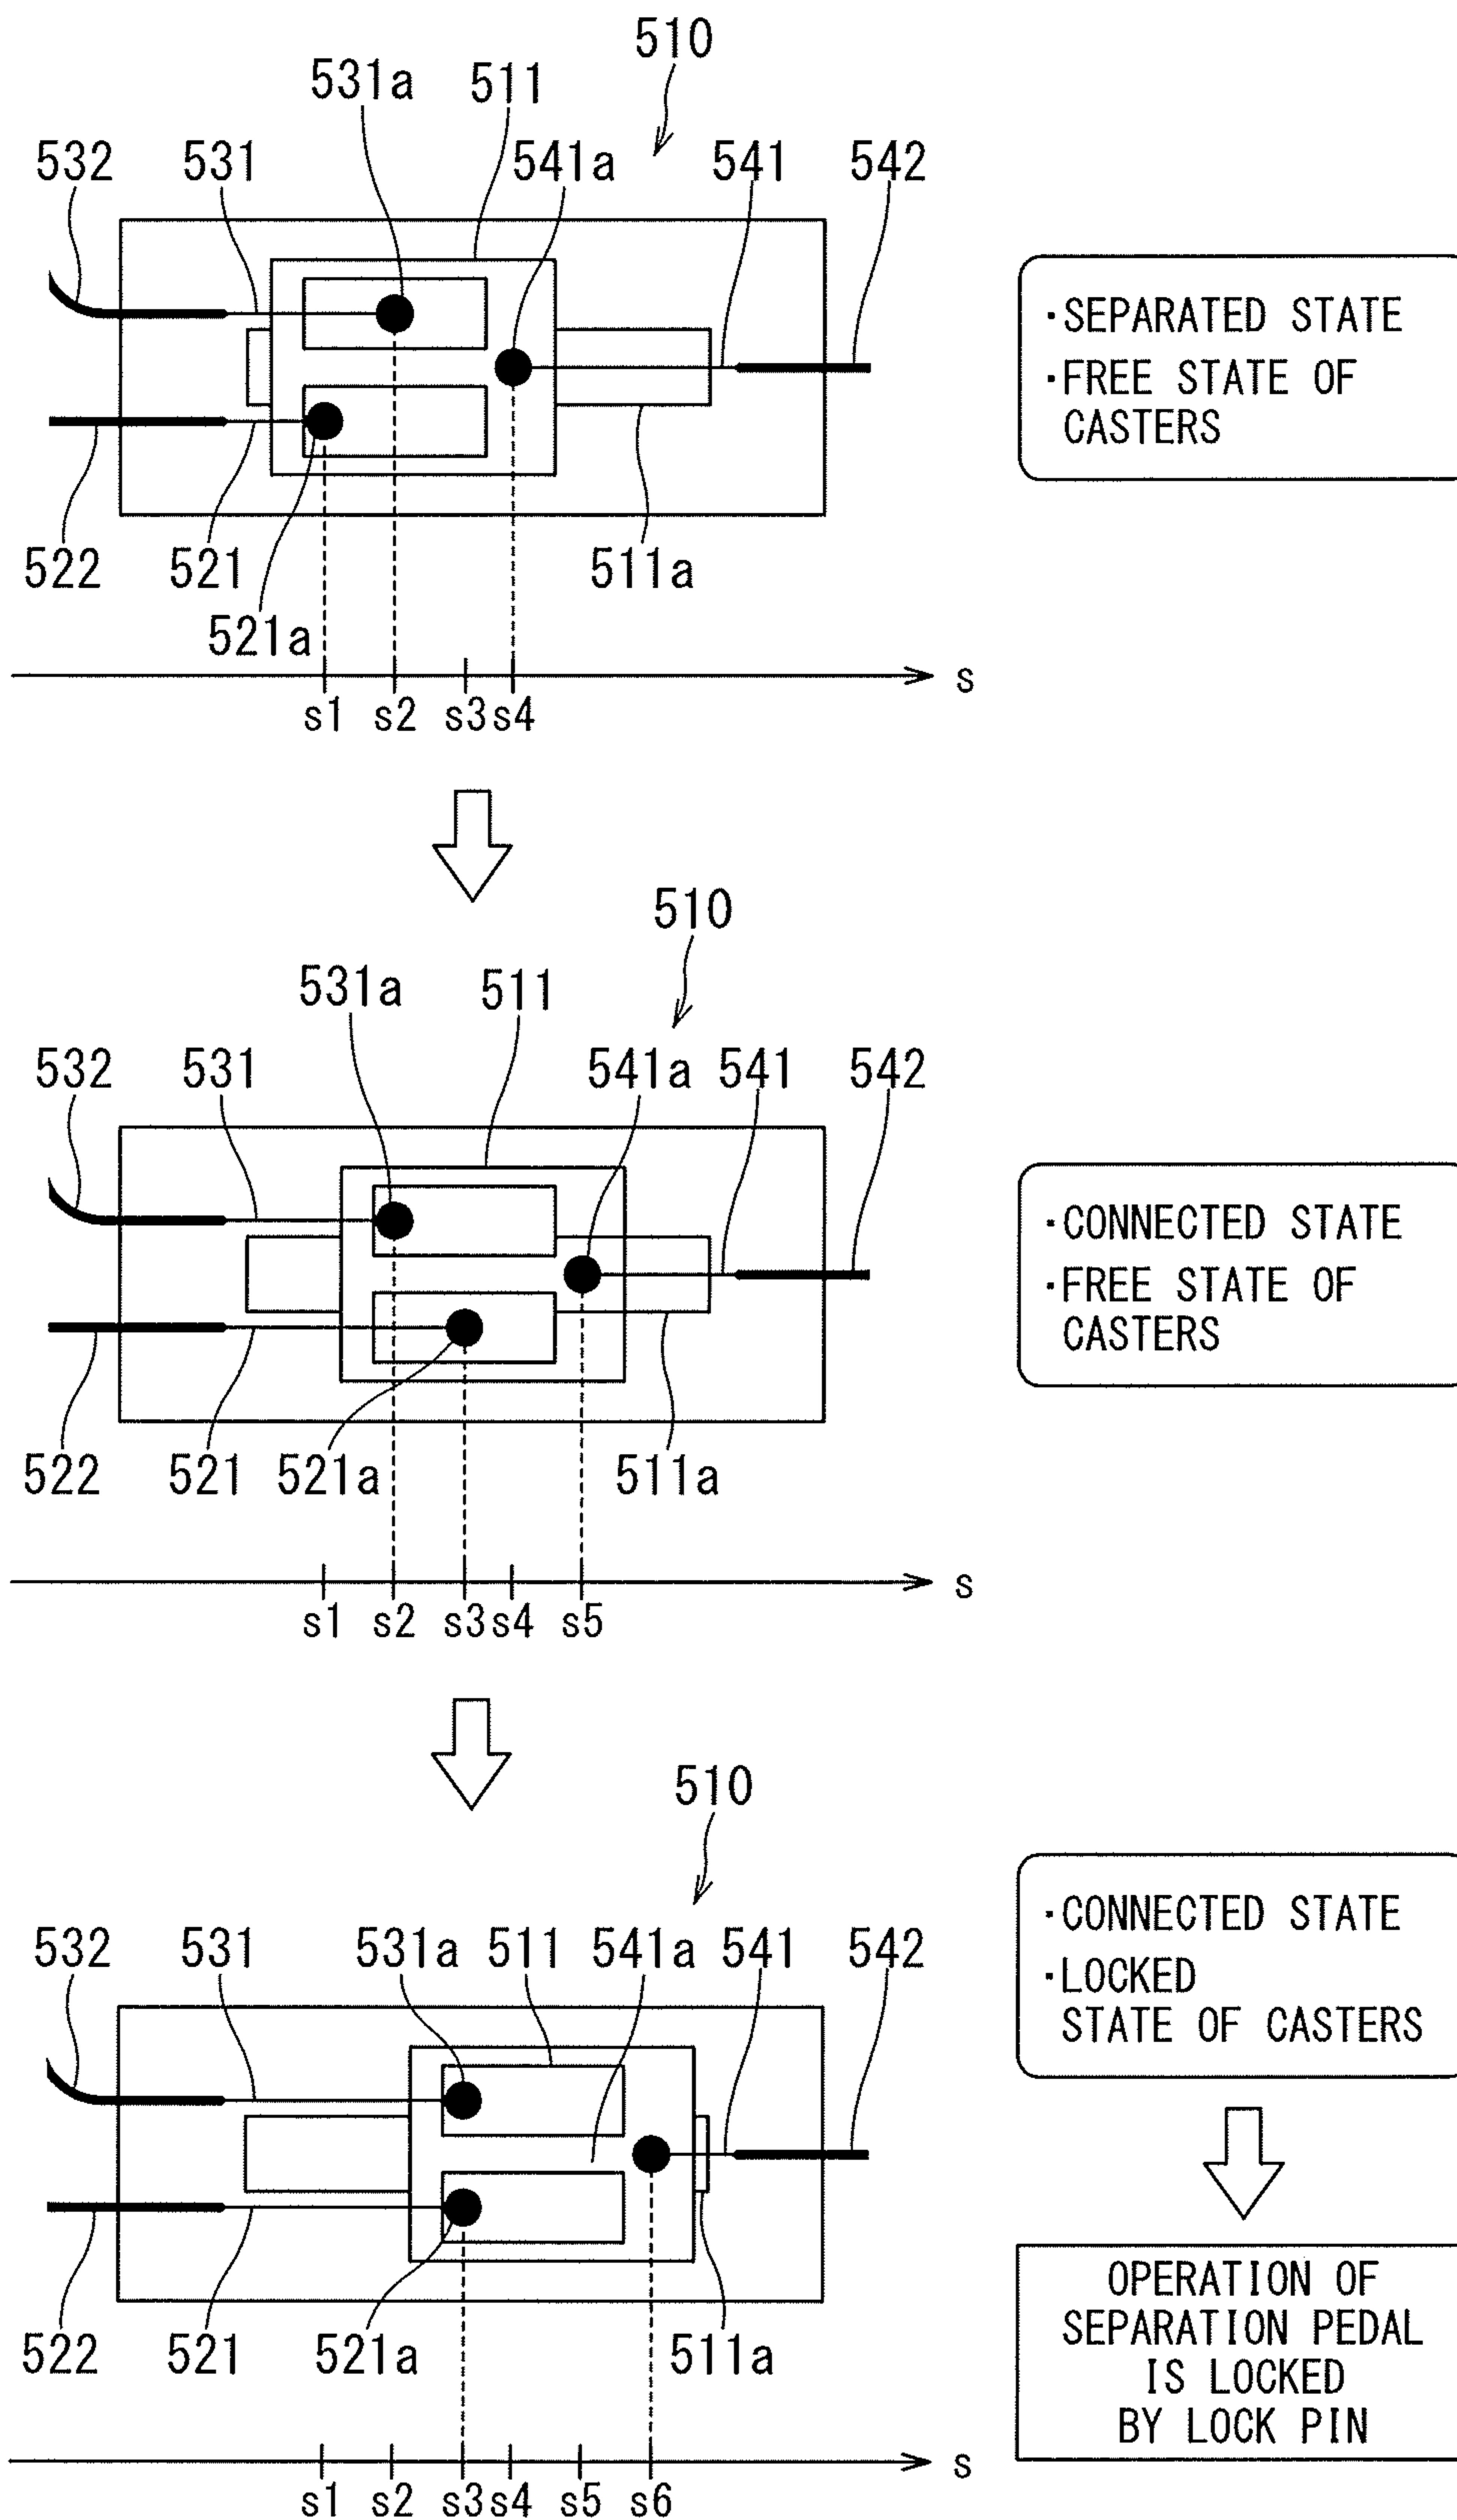 510
531a 511
532 531 541a 541 542
・SEPARATED STATE
・FREE STATE OF
CASTERS
522 521 511a
521a
s
s1 s2 s3 s4
510
531a 511
532 531 541a 541 542
・CONNECTED STATE
・FREE STATE OF
CASTERS
522 521 521a 511a
s
s1 s2 s3 s4 s5
510
532 531 531a 511 541a 541 542
・CONNECTED STATE
・LOCKED
STATE OF CASTERS
522 521 521a 511a
OPERATION OF
SEPARATION PEDAL
IS LOCKED
BY LOCK PIN
s
s1 s2 s3 s4 s5 s6